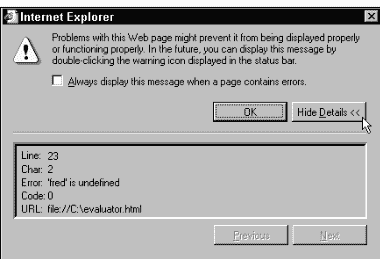 Internet Explorer
Problems with this Web page might prevent it from being displayed properly
or functioning properly. In the future, you can display this message by
double-clicking the warning icon displayed in the status bar.
Always display this message when a page contains errors.
OK
Hide Details <<
Line: 23
Char: 2
Error: 'fred' is undefined
Code: 0
URL: file://C:\evaluator.html
Previous
Next